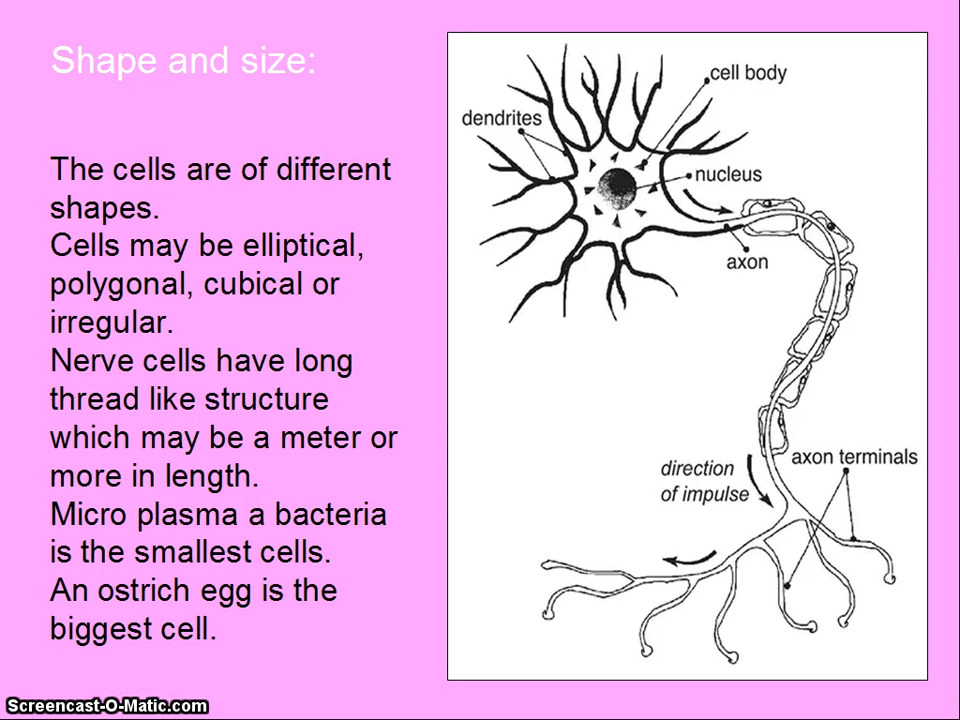 Shape and size:
The cells are of different
shapes.
Cells may be elliptical,
polygonal, cubical or
irregular.
Nerve cells have long
thread like structure
which may be a meter or
more in length.
Micro plasma a bacteria
is the smallest cells.
An ostrich egg is the
biggest cell.
cell body
dendrites
nucleus
axon
axon terminals
direction
of impulse
Screencast-O-Matic.com